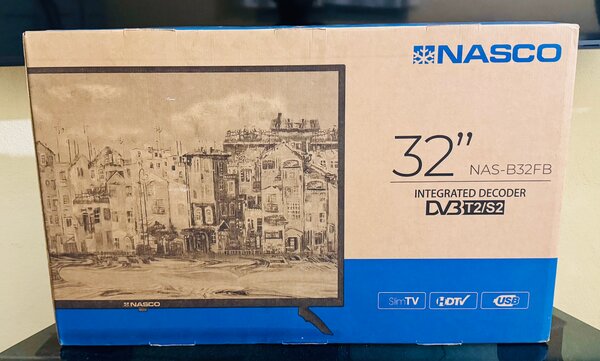 NASCO
32”
NAS-B32FB
INTEGRATED DECODER
DVB T2/S2
NASCO
SlimTV
HDTV
USB